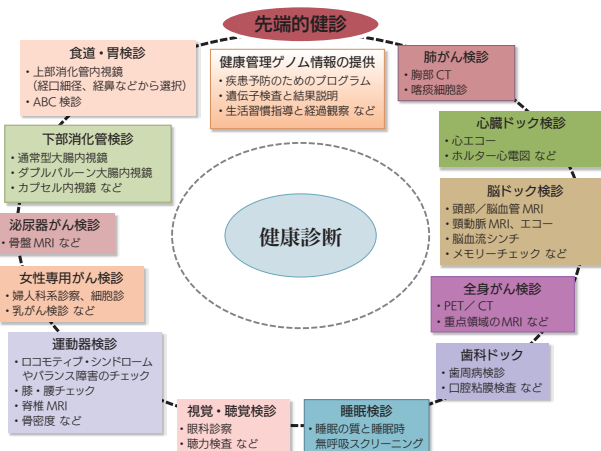 先端的健診
健康管理ゲノム情報の提供
・疾患予防のためのプログラム
・遺伝子検査と結果説明
・生活習慣指導と経過観察 など
肺がん検診
・胸部 CT
・喀痰細胞診
心臓ドック検診
・心エコー
・ホルター心電図 など
脳ドック検診
・頭部／脳血管 MRI
・頸動脈 MRI、エコー
・脳血流シンチ
・メモリーチェック など
全身がん検診
・PET／ CT
・重点領域の MRI など
歯科ドック
・歯周病検診
・口腔粘膜検査 など
睡眠検診
・睡眠の質と睡眠時
無呼吸スクリーニング
視覚・聴覚検診
・眼科診察
・聴力検査 など
運動器検診
・ロコモティブ・シンドローム
やバランス障害のチェック
・膝・腰チェック
・脊椎 MRI
・骨密度 など
女性専用がん検診
・婦人科系診察、細胞診
・乳がん検診 など
泌尿器がん検診
・骨盤 MRI など
下部消化管検診
・通常型大腸内視鏡
・ダブルバルーン大腸内視鏡
・カプセル内視鏡 など
食道・胃検診
・上部消化管内視鏡
（経口細径、経鼻などから選択）
・ABC 検診
健康診断